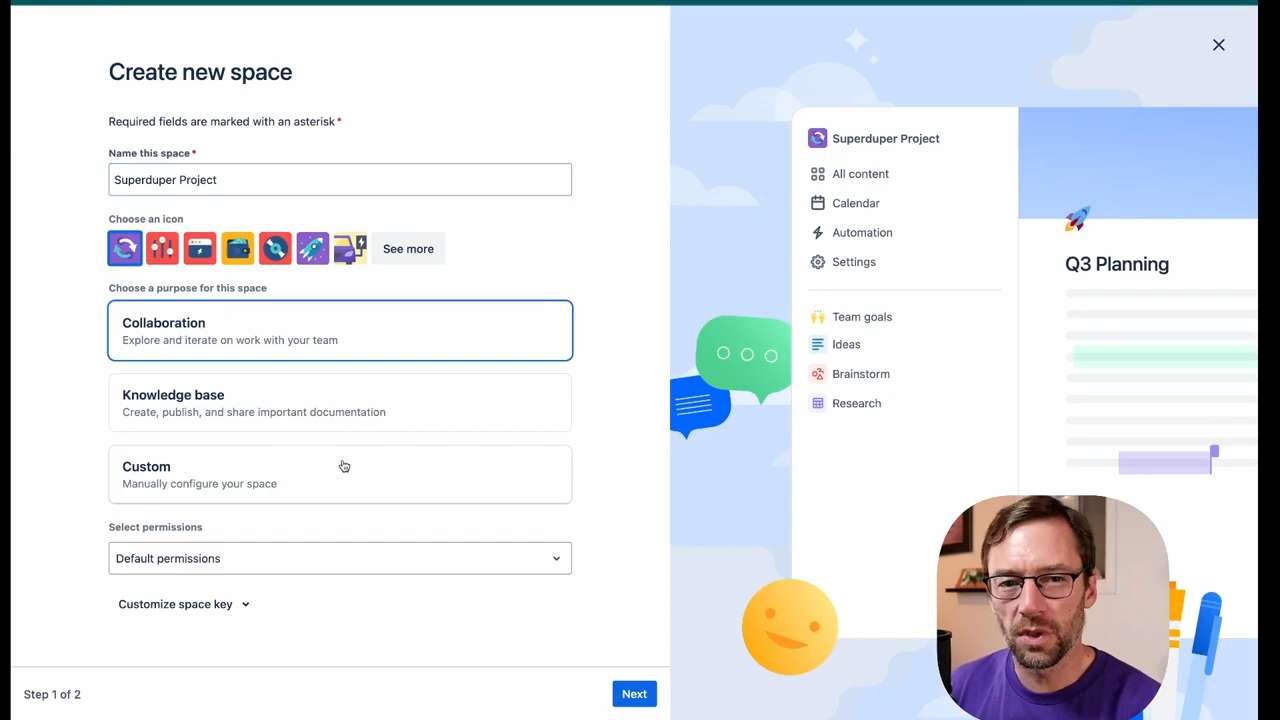 Create new space
Required fields are marked with an asterisk *
Name this space *
Superduper Project
Choose an icon
See more
Choose a purpose for this space
Collaboration
Explore and iterate on work with your team
Knowledge base
Create, publish, and share important documentation
Custom
Manually configure your space
Select permissions
Default permissions
Customize space key
Step 1 of 2
Next
Superduper Project
All content
Calendar
Automation
Settings
Team goals
Ideas
Brainstorm
Research
Q3 Planning